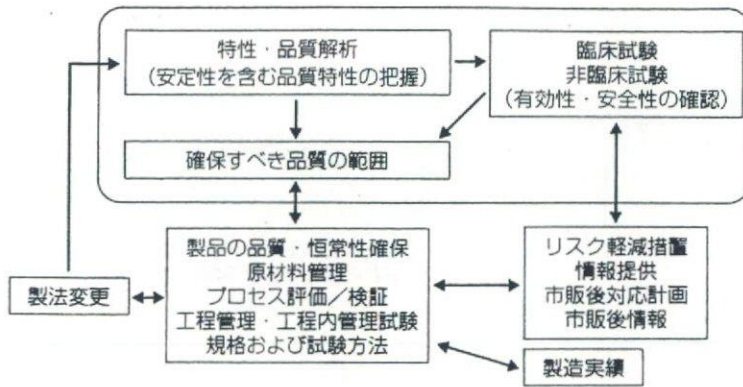 特性・品質解析
(安定性を含む品質特性の把握)
臨床試験
非臨床試験
(有効性・安全性の確認)
確保すべき品質の範囲
製品の品質・恒常性確保
原材料管理
プロセス評価/検証
工程管理・工程内管理試験
規格および試験方法
リスク軽減措置
情報提供
市販後対応計画
市販後情報
製法変更
製造実績